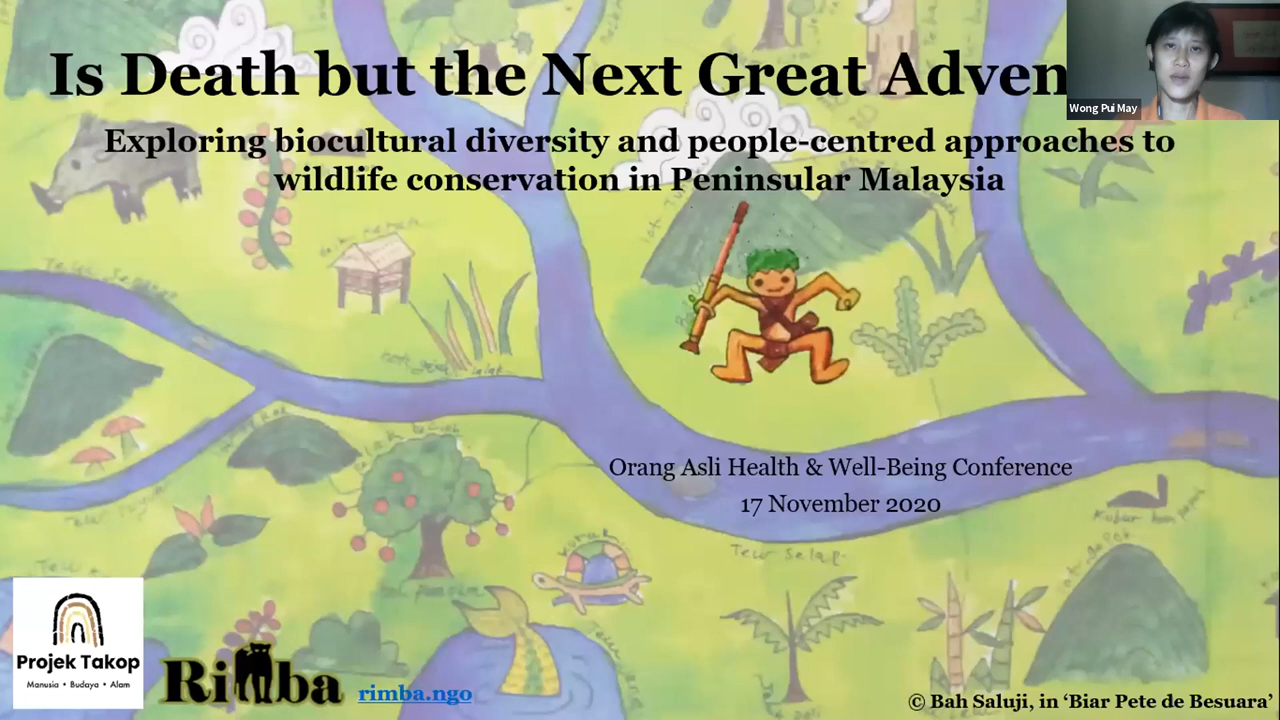 Is Death but the Next Great Adven
Wong Pui May
Exploring biocultural diversity and people-centred approaches to
wildlife conservation in Peninsular Malaysia
Orang Asli Health & Well-Being Conference
17 November 2020
Tew Selap
Projek Takop
Manusia • Budaya • Alam
Rimba
rimba.ngo
© Bah Saluji, in ‘Biar Pete de Besuara’